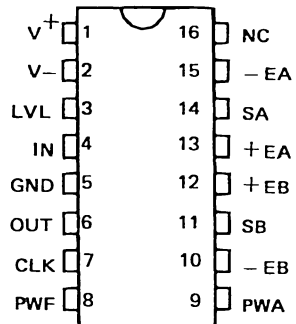 V+ 1 16 NC
V- 2 15 -EA
LVL 3 14 SA
IN 4 13 +EA
GND 5 12 +EB
OUT 6 11 SB
CLK 7 10 -EB
PWF 8 9 PWA